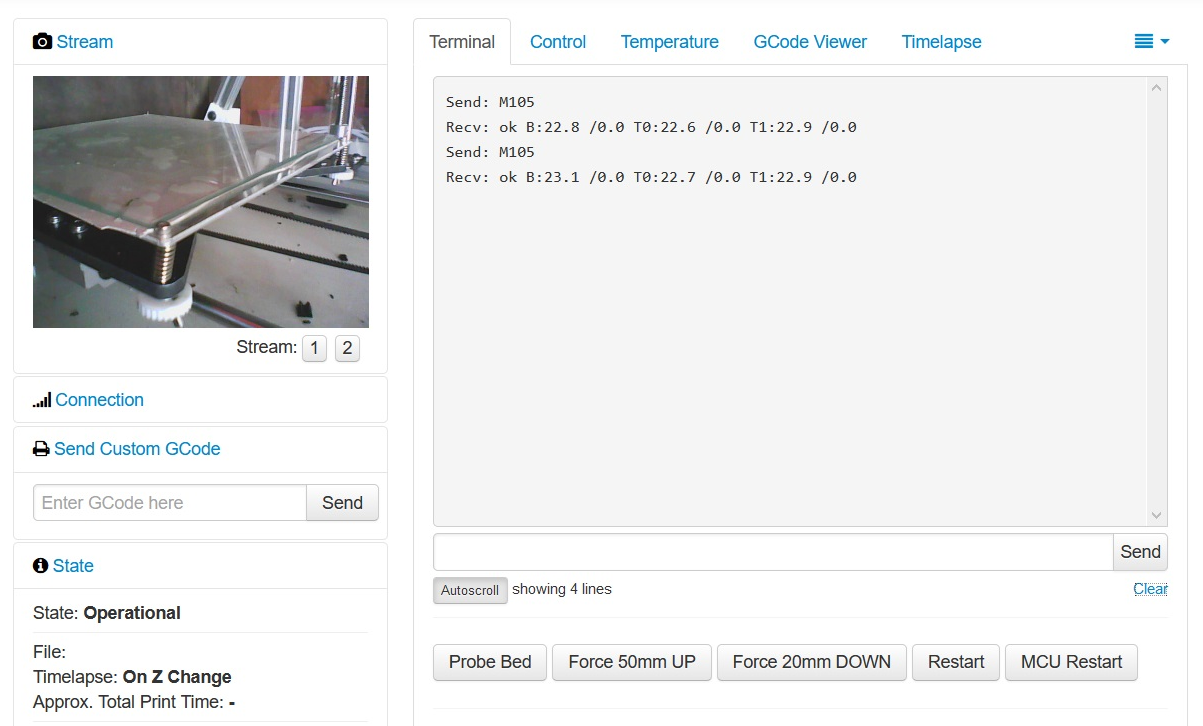 Stream
Stream: 1 2
Connection
Send Custom GCode
Enter GCode here Send
State
State: Operational
File:
Timelapse: On Z Change
Approx. Total Print Time: -
Terminal Control Temperature GCode Viewer Timelapse
Send: M105
Recv: ok B:22.8 /0.0 T0:22.6 /0.0 T1:22.9 /0.0
Send: M105
Recv: ok B:23.1 /0.0 T0:22.7 /0.0 T1:22.9 /0.0
Send
Autoscroll showing 4 lines Clear
Probe Bed Force 50mm UP Force 20mm DOWN Restart MCU Restart